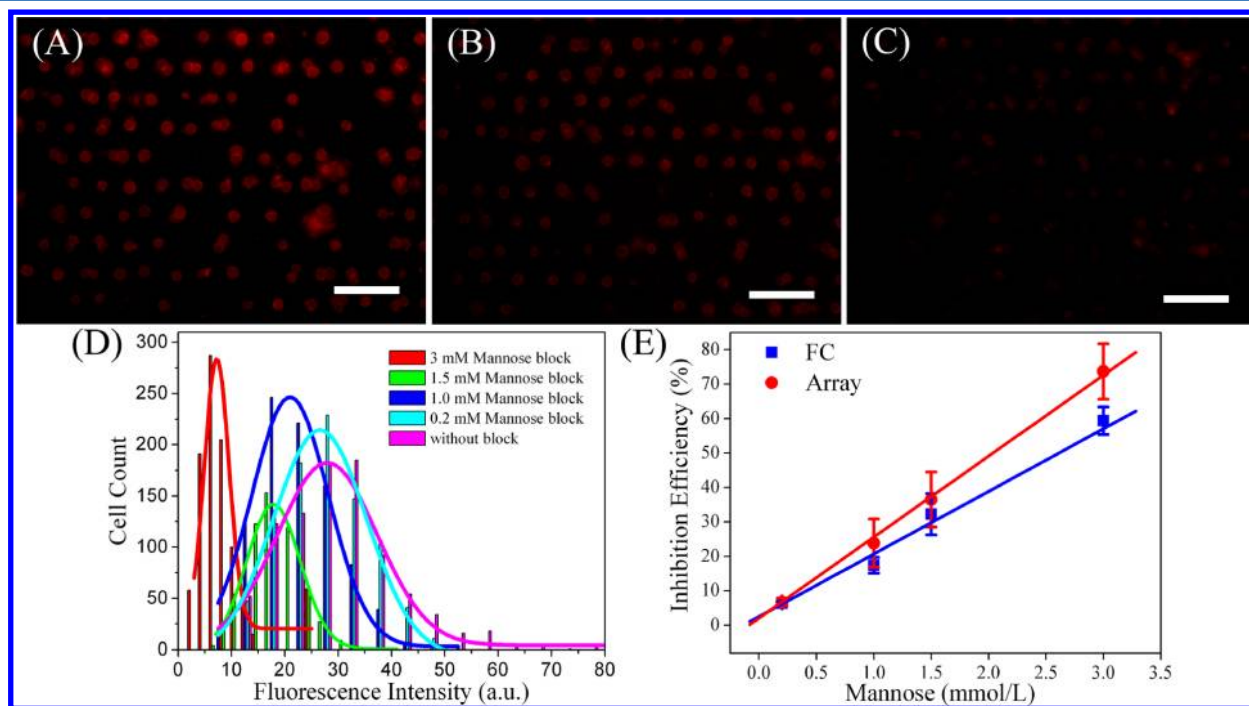 (A)
(B)
(C)
(D)
300
250
200
150
100
50
0
Cell Count
3 mM Mannose block
1.5 mM Mannose block
1.0 mM Mannose block
0.2 mM Mannose block
without block
0 10 20 30 40 50 60 70 80
Fluorescence Intensity (a.u.)
(E)
80
70
60
50
40
30
20
10
0
Inhibition Efficiency (%)
FC
Array
0.0 0.5 1.0 1.5 2.0 2.5 3.0 3.5
Mannose (mmol/L)